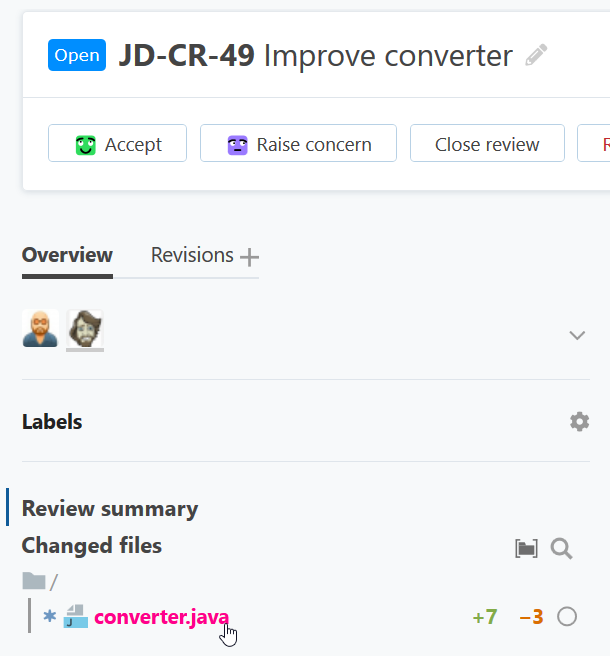 Open JD-CR-49 Improve converter
Accept Raise concern Close review R
Overview Revisions
Labels
Review summary
Changed files
/
* J converter.java +7 −3